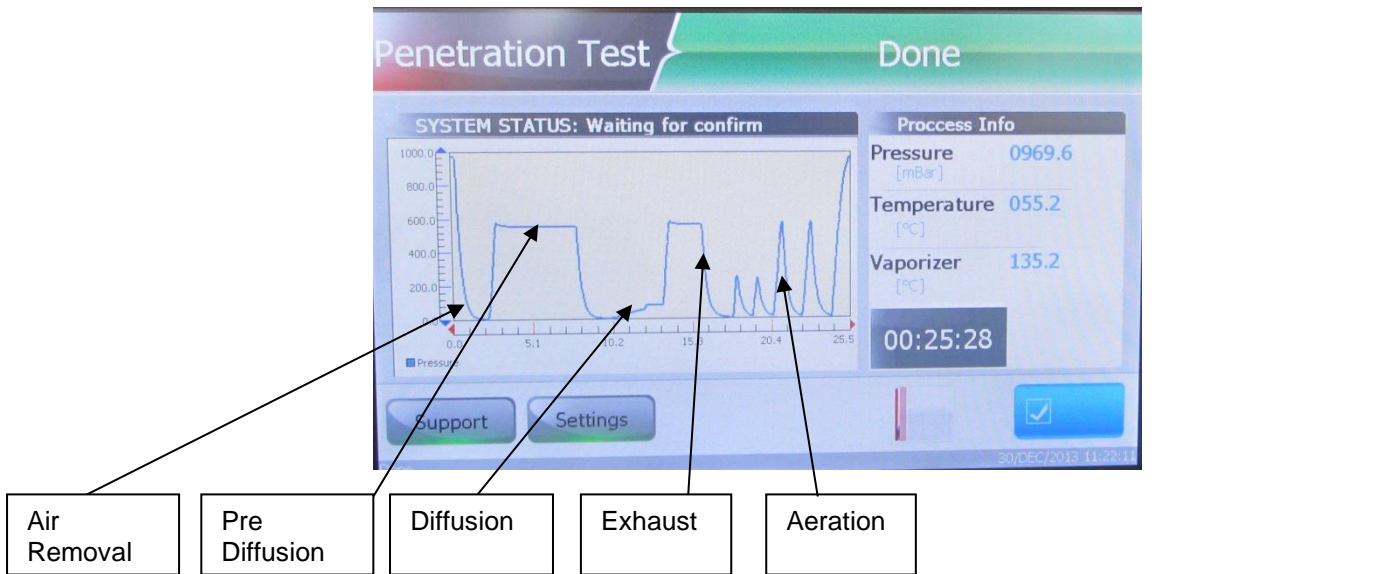 Penetration Test
Done
SYSTEM STATUS: Waiting for confirm
1000.0
800.0
600.0
400.0
200.0
0.0
0.0 5.1 10.2 15.3 20.4 25.5
Pressure
Proccess Info
Pressure 0969.6
[mBar]
Temperature 055.2
[°C]
Vaporizer 135.2
[°C]
00:25:28
Support
Settings
30/DEC/2013 11:22:11
Air
Removal
Pre
Diffusion
Diffusion
Exhaust
Aeration